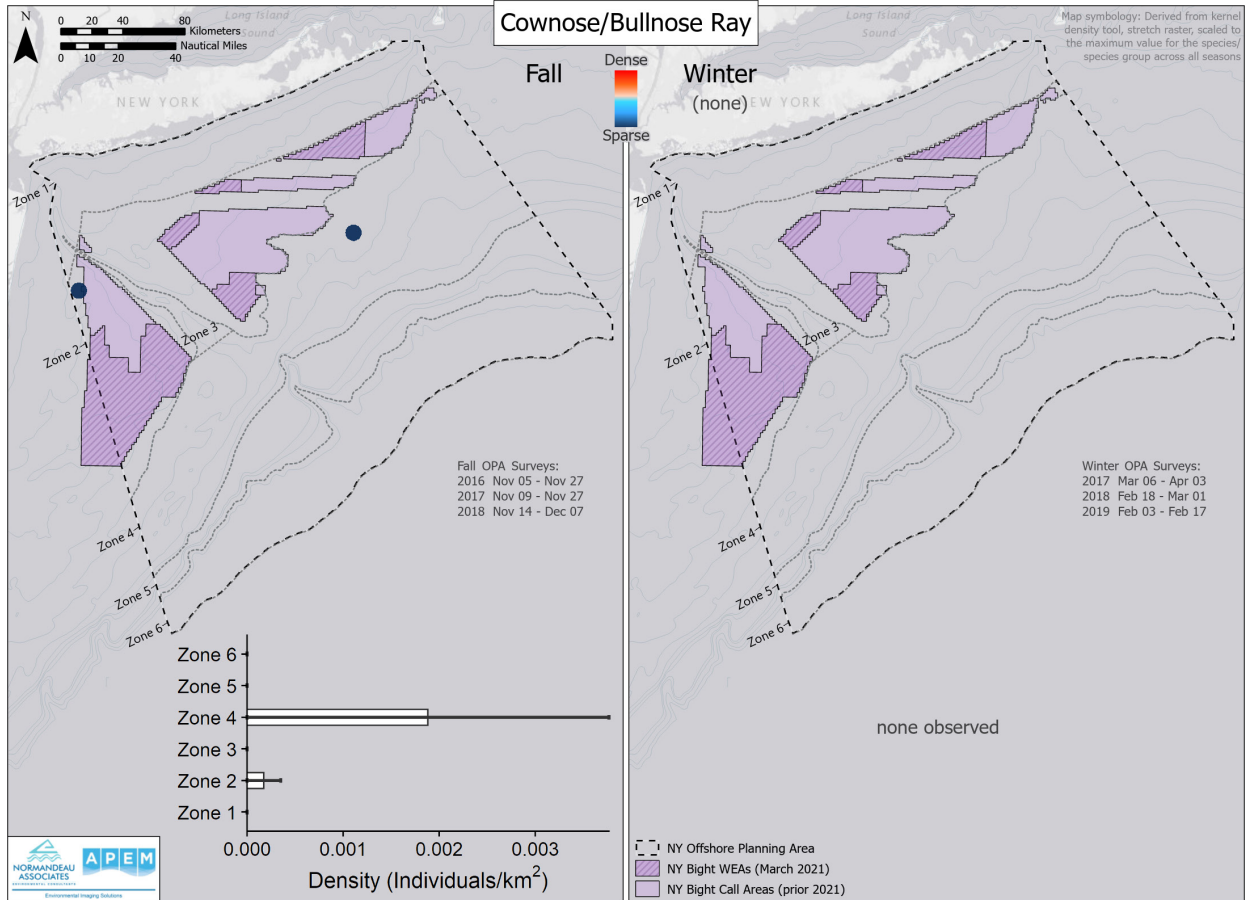 Cownose/Bullnose Ray
N
0 20 40 80
Kilometers
Nautical Miles
0 10 20 40
Long Island
Sound
NEW YORK
Fall
Dense
Sparse
Winter
(none)
Long Island
Sound
EW YORK
Map symbology: Derived from kernel
density tool, stretch raster, scaled to
the maximum value for the species/
species group across all seasons
Zone 1
Zone 2
Zone 3
Zone 4
Zone 5
Zone 6
Fall OPA Surveys:
2016 Nov 05 - Nov 27
2017 Nov 09 - Nov 27
2018 Nov 14 - Dec 07
Zone 1
Zone 2
Zone 3
Zone 4
Zone 5
Zone 6
Winter OPA Surveys:
2017 Mar 06 - Apr 03
2018 Feb 18 - Mar 01
2019 Feb 03 - Feb 17
Zone 6
Zone 5
Zone 4
Zone 3
Zone 2
Zone 1
0.000 0.001 0.002 0.003
Density (Individuals/km²)
none observed
NORMANDEAU
ASSOCIATES
ENVIRONMENTAL CONSULTANTS
APEM
Environmental Imaging Solutions
NY Offshore Planning Area
NY Bight WEAs (March 2021)
NY Bight Call Areas (prior 2021)